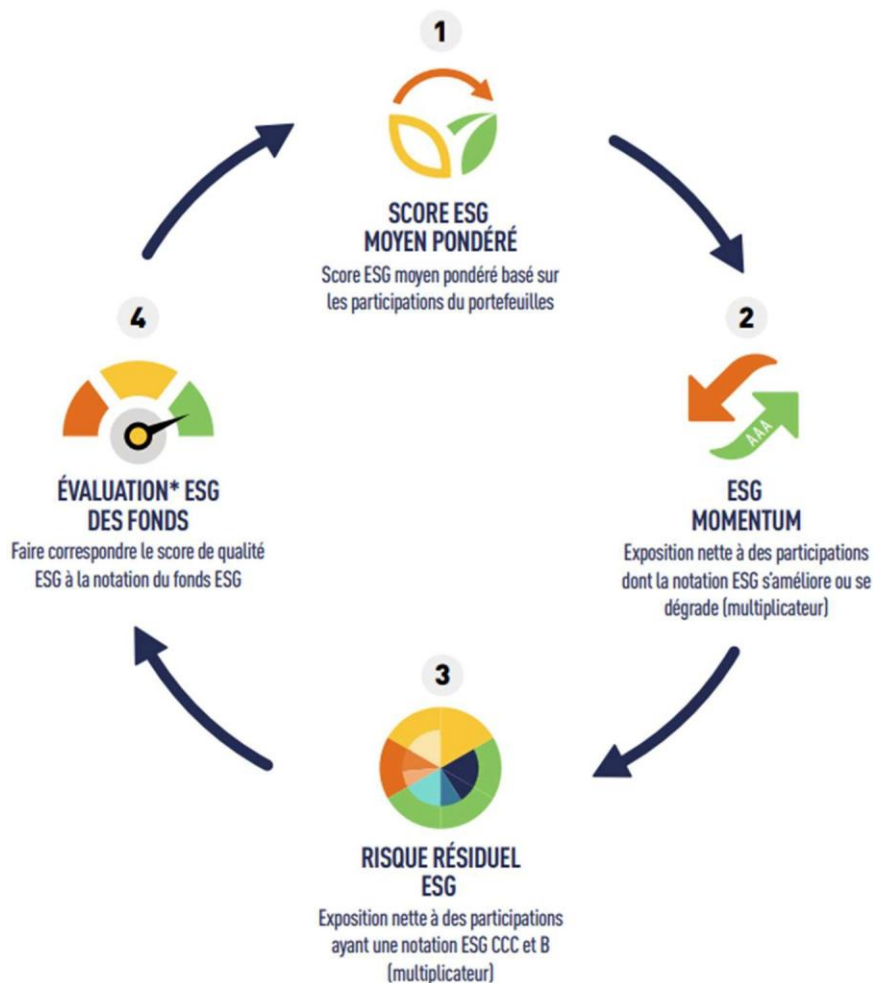 1
SCORE ESG
MOYEN PONDÉRÉ
Score ESG moyen pondéré basé sur
les participations du portefeuilles
2
AAA
ESG
MOMENTUM
Exposition nette à des participations
dont la notation ESG s'améliore ou se
dégrade (multiplicateur)
3
RISQUE RÉSIDUEL
ESG
Exposition nette à des participations
ayant une notation ESG CCC et B
(multiplicateur)
4
ÉVALUATION* ESG
DES FONDS
Faire correspondre le score de qualité
ESG à la notation du fonds ESG